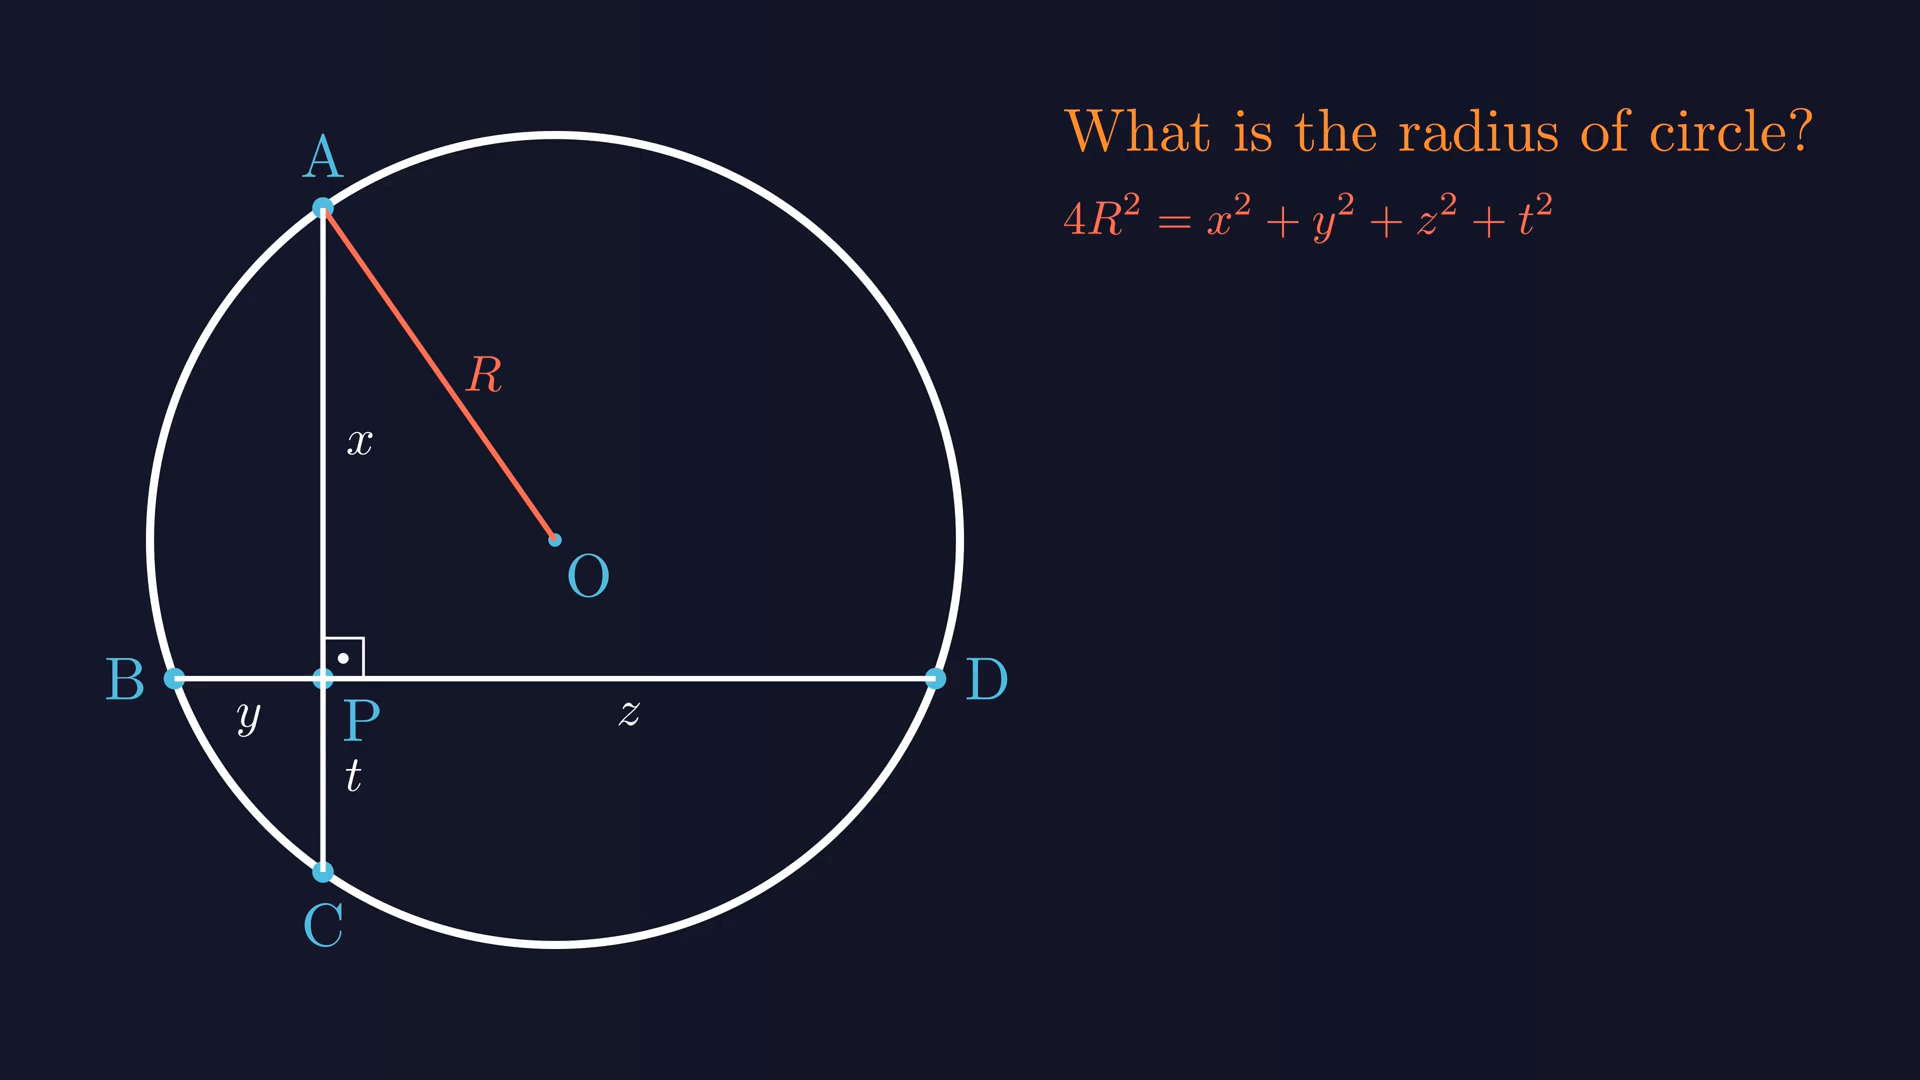 What is the radius of circle?
4R² = x² + y² + z² + t²
A
R
x
O
B
D
y
P
z
t
C